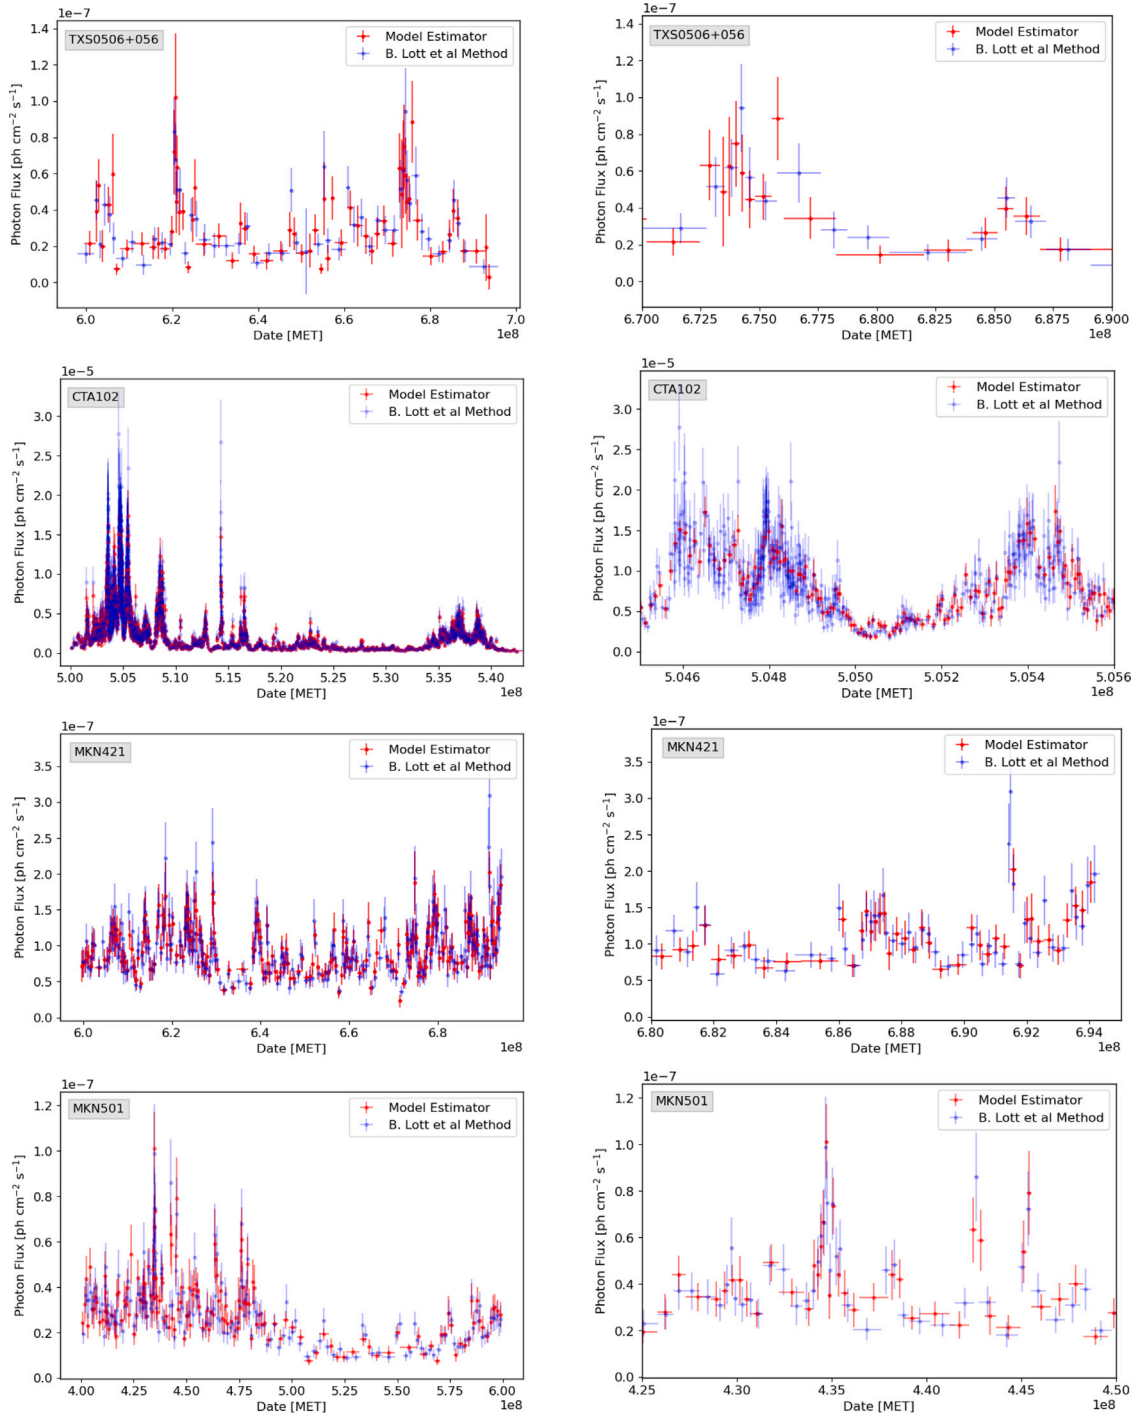 1e−7
TXS0506+056
Model Estimator
B. Lott et al Method
Photon Flux [ph cm−2 s−1]
1.4
1.2
1.0
0.8
0.6
0.4
0.2
0.0
6.0 6.2 6.4 6.6 6.8 7.0
Date [MET]
1e8
1e−7
TXS0506+056
Model Estimator
B. Lott et al Method
Photon Flux [ph cm−2 s−1]
1.4
1.2
1.0
0.8
0.6
0.4
0.2
0.0
6.700 6.725 6.750 6.775 6.800 6.825 6.850 6.875 6.900
Date [MET]
1e8
1e−5
CTA102
Model Estimator
B. Lott et al Method
Photon Flux [ph cm−2 s−1]
3.0
2.5
2.0
1.5
1.0
0.5
0.0
5.00 5.05 5.10 5.15 5.20 5.25 5.30 5.35 5.40
Date [MET]
1e8
1e−5
CTA102
Model Estimator
B. Lott et al Method
Photon Flux [ph cm−2 s−1]
3.0
2.5
2.0
1.5
1.0
0.5
0.0
5.046 5.048 5.050 5.052 5.054 5.056
Date [MET]
1e8
1e−7
MKN421
Model Estimator
B. Lott et al Method
Photon Flux [ph cm−2 s−1]
3.5
3.0
2.5
2.0
1.5
1.0
0.5
0.0
6.0 6.2 6.4 6.6 6.8
Date [MET]
1e8
1e−7
MKN421
Model Estimator
B. Lott et al Method
Photon Flux [ph cm−2 s−1]
3.5
3.0
2.5
2.0
1.5
1.0
0.5
0.0
6.80 6.82 6.84 6.86 6.88 6.90 6.92 6.94
Date [MET]
1e8
1e−7
MKN501
Model Estimator
B. Lott et al Method
Photon Flux [ph cm−2 s−1]
1.2
1.0
0.8
0.6
0.4
0.2
0.0
4.00 4.25 4.50 4.75 5.00 5.25 5.50 5.75 6.00
Date [MET]
1e8
1e−7
MKN501
Model Estimator
B. Lott et al Method
Photon Flux [ph cm−2 s−1]
1.2
1.0
0.8
0.6
0.4
0.2
0.0
4.25 4.30 4.35 4.40 4.45 4.50
Date [MET]
1e8